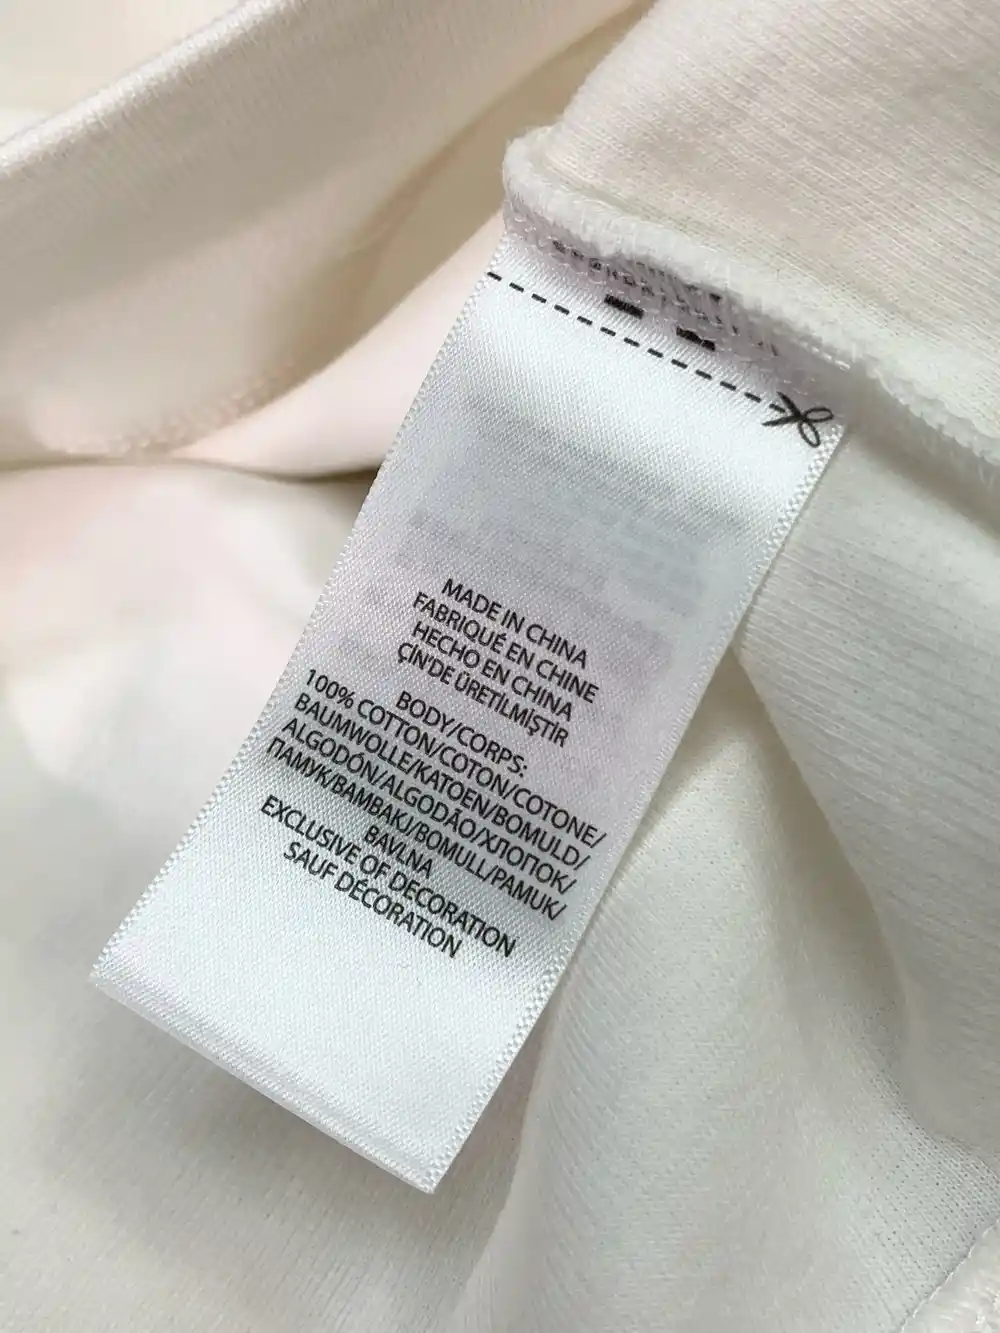 MADE IN CHINA
FABRIQUÉ EN CHINE
HECHO EN CHINA
ÇİN'DE ÜRETİLMİŞTİR
BODY/CORPS:
100% COTTON/COTON/COTONE/
BAUMWOLLE/KATOEN/BOMULD/
ALGODÓN/ALGODÃO/ХЛОПОК/
ПАМУК/ΒΑΜΒΑΚΙ/BOMULL/PAMUK/
BAVLNA
EXCLUSIVE OF DECORATION
SAUF DÉCORATION